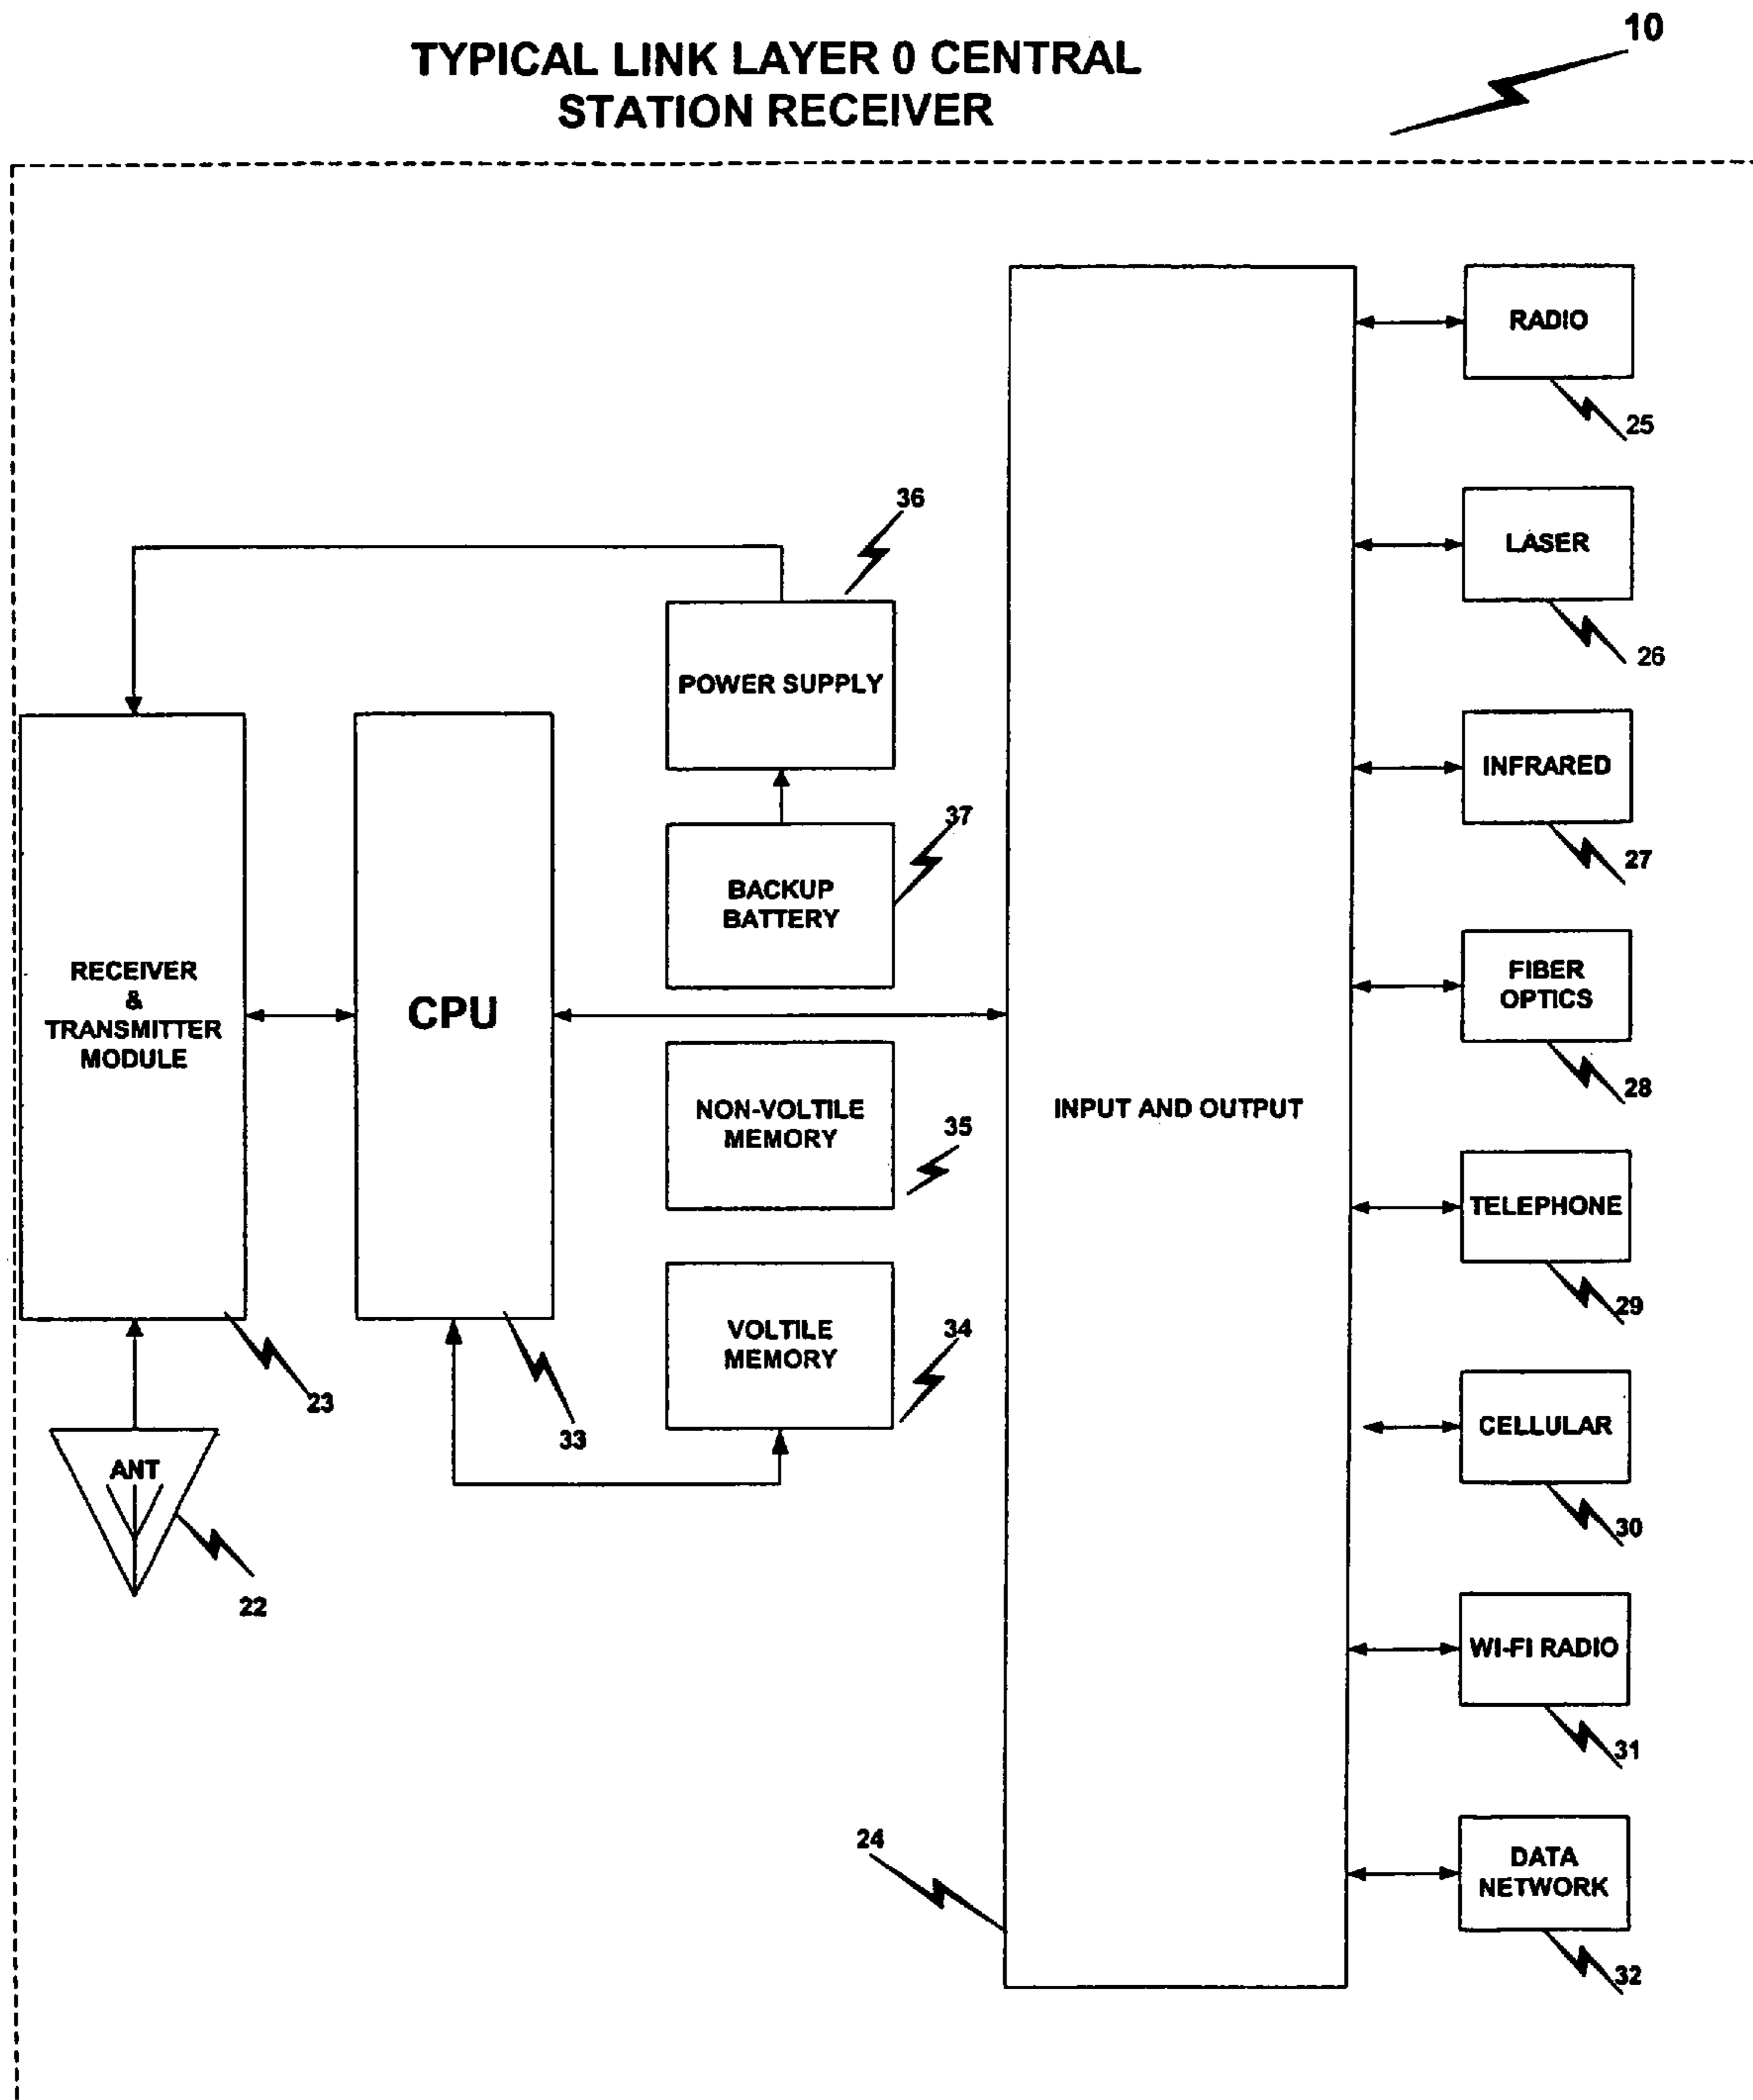 10
TYPICAL LINK LAYER 0 CENTRAL
STATION RECEIVER
RADIO
25
LASER
26
36
POWER SUPPLY
INFRARED
27
37
BACKUP
BATTERY
RECEIVER
&
TRANSMITTER
MODULE
CPU
FIBER
OPTICS
28
NON-VOLTILE
MEMORY
35
INPUT AND OUTPUT
TELEPHONE
29
VOLTILE
MEMORY
34
23
33
CELLULAR
30
ANT
22
WI-FI RADIO
31
24
DATA
NETWORK
32